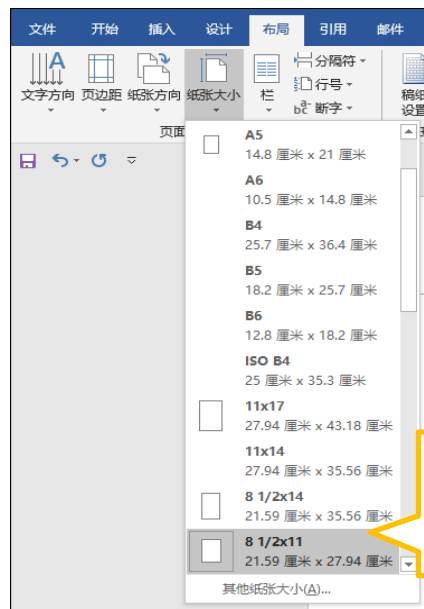 文件 开始 插入 设计 布局 引用 邮件
文字方向 页边距 纸张方向 纸张大小 栏
分隔符
行号
断字
稿纸
设置
页面
A5
14.8 厘米 x 21 厘米
A6
10.5 厘米 x 14.8 厘米
B4
25.7 厘米 x 36.4 厘米
B5
18.2 厘米 x 25.7 厘米
B6
12.8 厘米 x 18.2 厘米
ISO B4
25 厘米 x 35.3 厘米
11x17
27.94 厘米 x 43.18 厘米
11x14
27.94 厘米 x 35.56 厘米
8 1/2x14
21.59 厘米 x 35.56 厘米
8 1/2x11
21.59 厘米 x 27.94 厘米
其他纸张大小(A)...